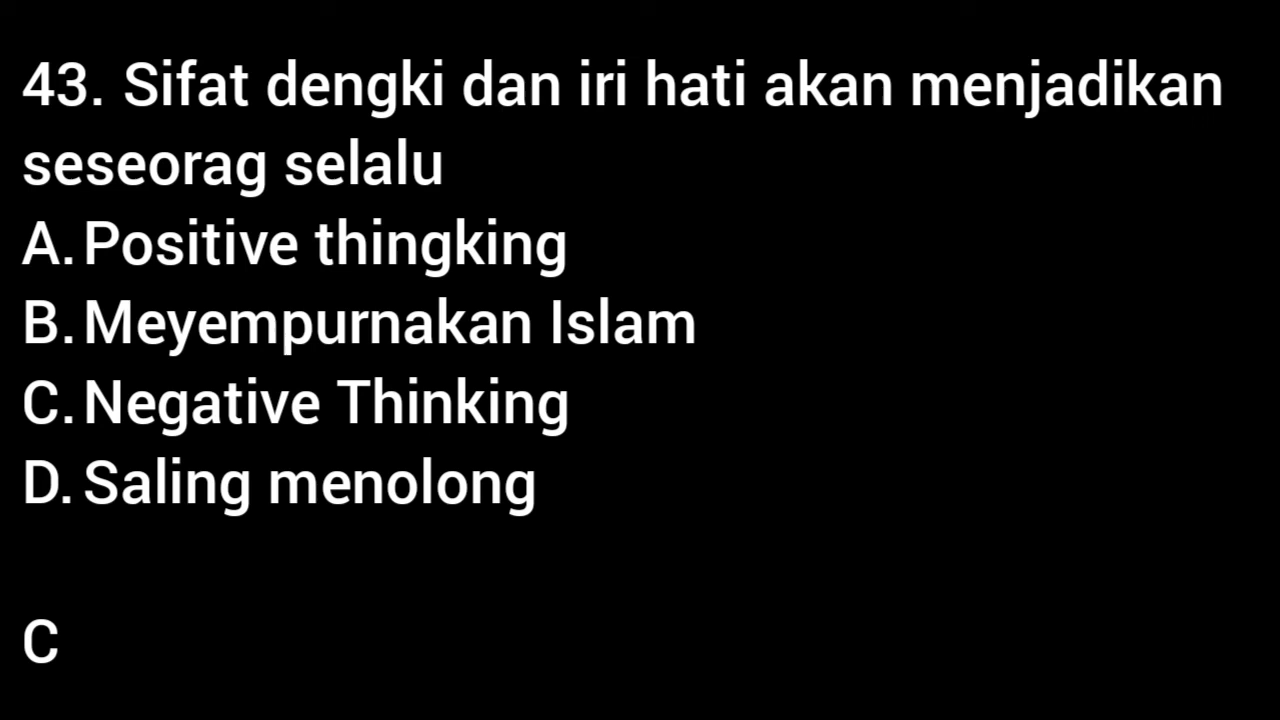 43. Sifat dengki dan iri hati akan menjadikan
seseorag selalu
A. Positive thingking
B. Meyempurnakan Islam
C. Negative Thinking
D. Saling menolong
C